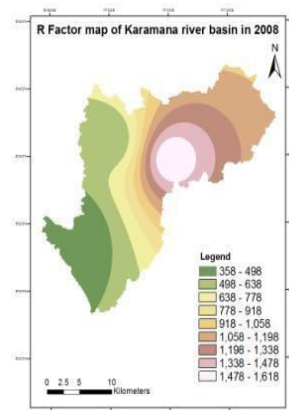 R Factor map of Karamana river basin in 2008
N
Legend
358 - 498
498 - 638
638 - 778
778 - 918
918 - 1,058
1,058 - 1,198
1,198 - 1,338
1,338 - 1,478
1,478 - 1,618
0 2.5 5 10
Kilometers